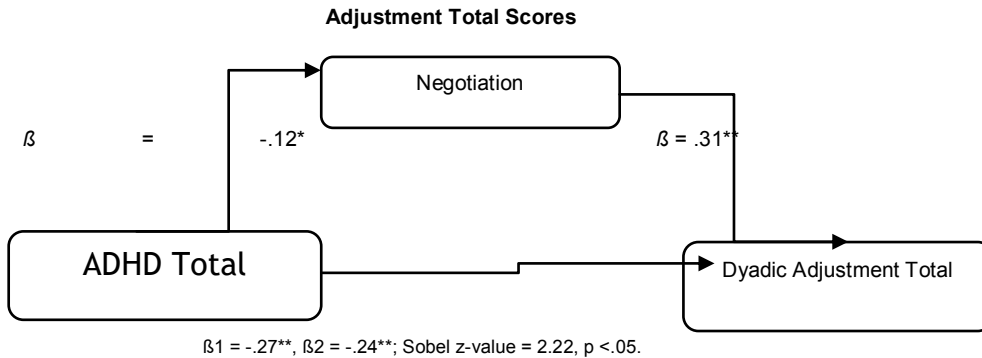 Adjustment Total Scores
Negotiation
ß = -.12*
ß = .31**
ADHD Total
Dyadic Adjustment Total
ß1 = -.27**, ß2 = -.24**; Sobel z-value = 2.22, p <.05.